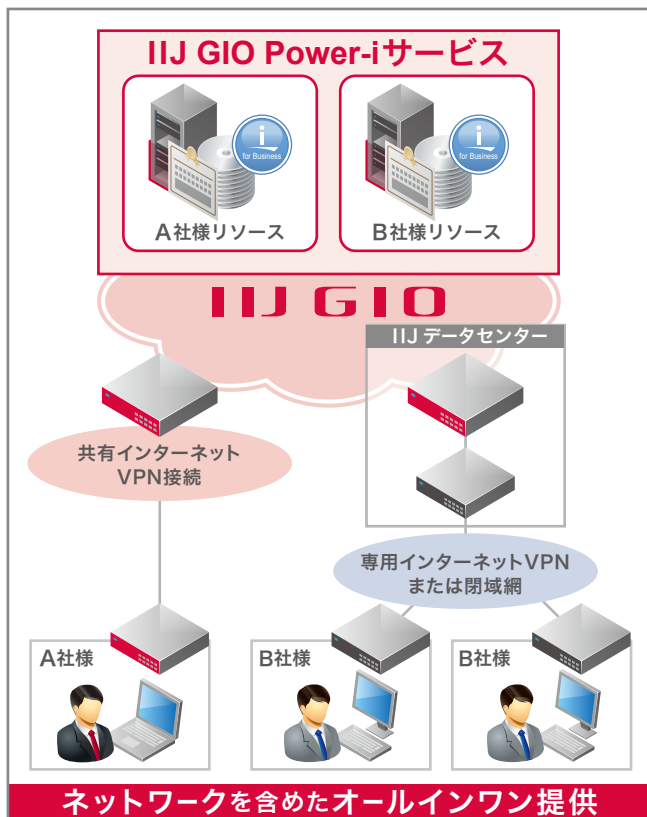 IIJ GIO Power-iサービス
i
for Business
i
for Business
A社様リソース
B社様リソース
IIJ GIO
IIJ データセンター
共有インターネット
VPN接続
専用インターネットVPN
または閉域網
A社様
B社様
B社様
ネットワークを含めたオールインワン提供